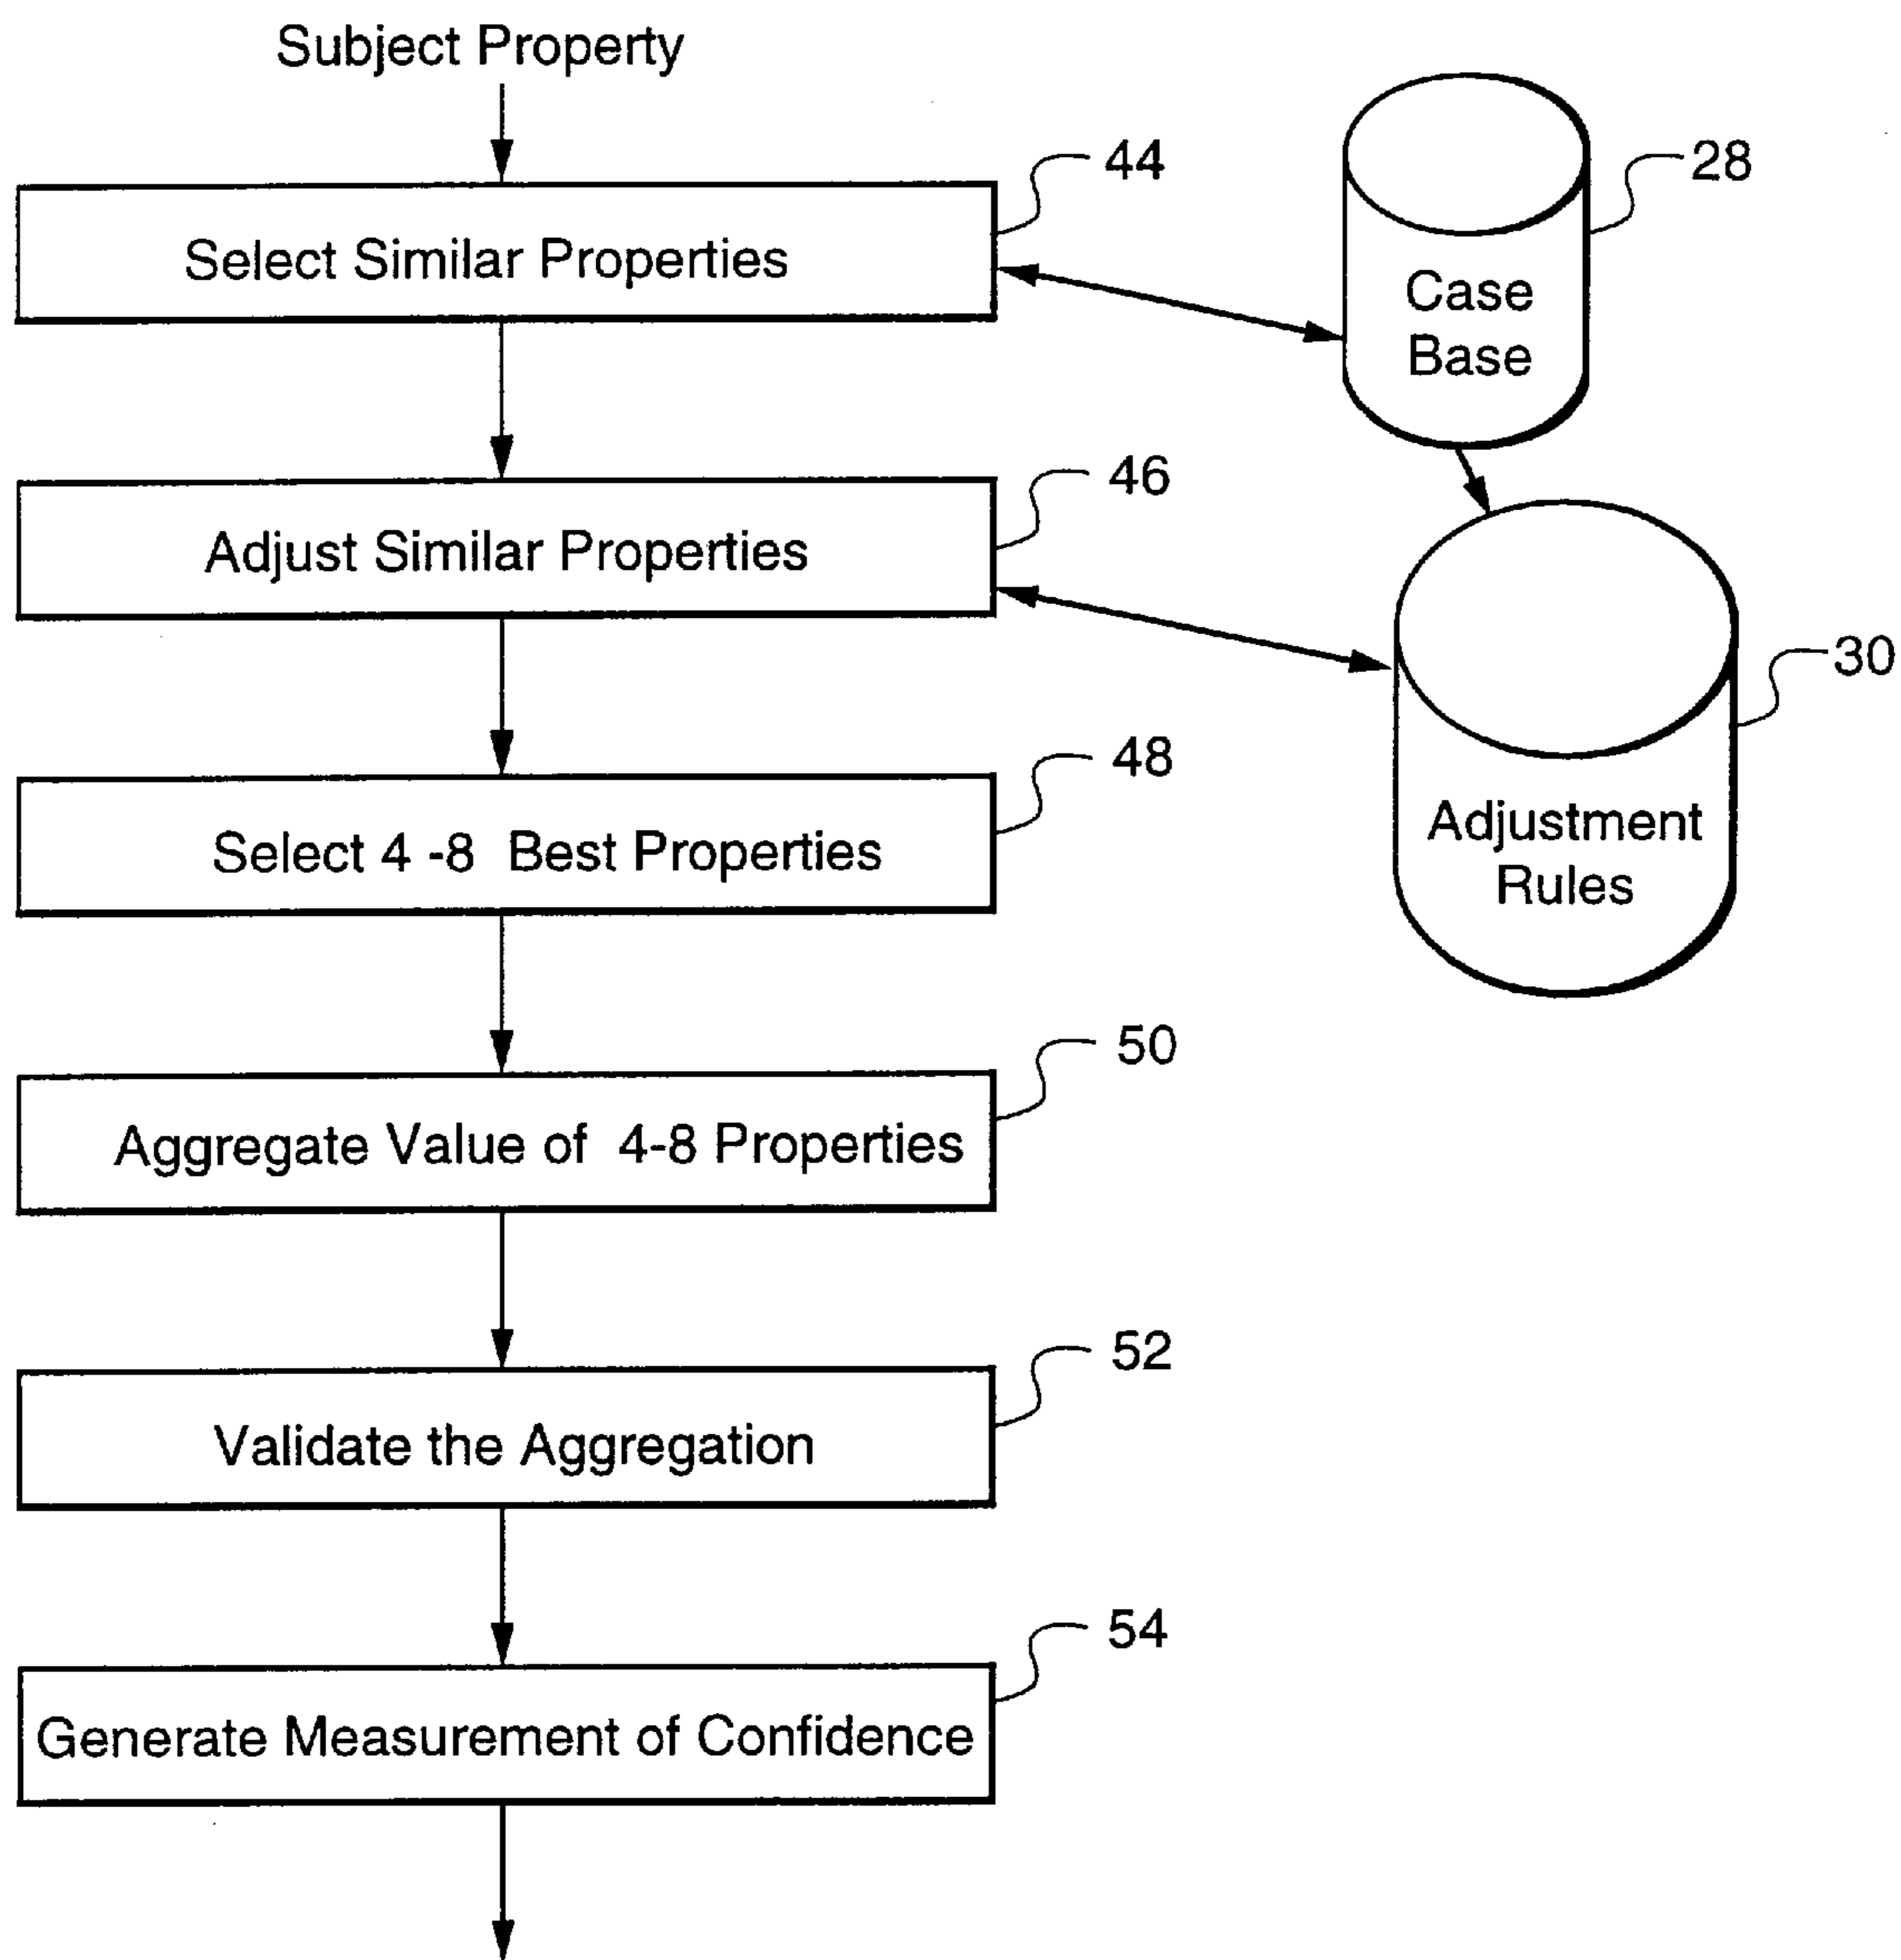 Subject Property
44
28
Select Similar Properties
Case
Base
46
Adjust Similar Properties
30
48
Adjustment
Rules
Select 4 -8 Best Properties
50
Aggregate Value of 4-8 Properties
52
Validate the Aggregation
54
Generate Measurement of Confidence